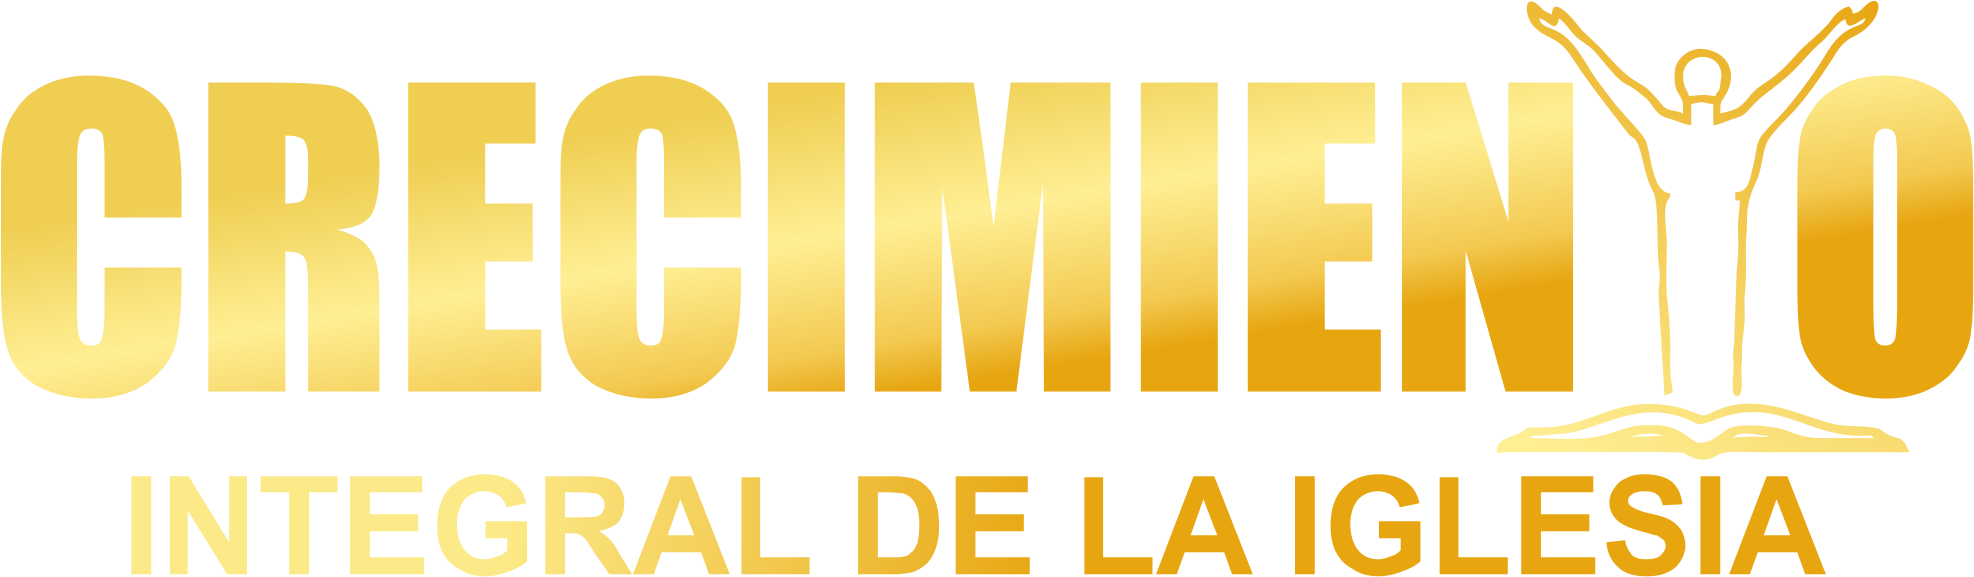 CRECIMIENTO
INTEGRAL DE LA IGLESIA